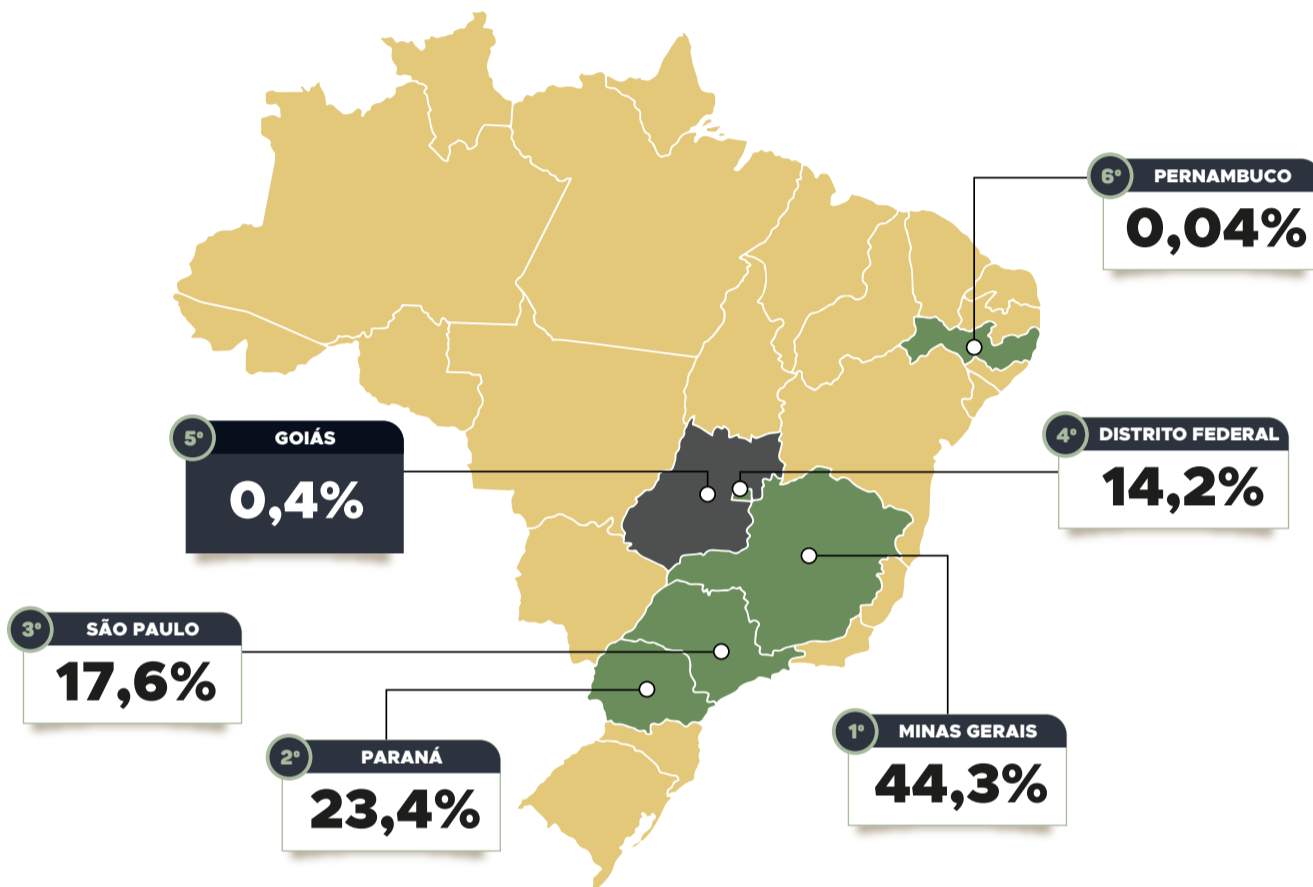 6º PERNAMBUCO
0,04%
5º GOIÁS
0,4%
4º DISTRITO FEDERAL
14,2%
3º SÃO PAULO
17,6%
2º PARANÁ
23,4%
1º MINAS GERAIS
44,3%